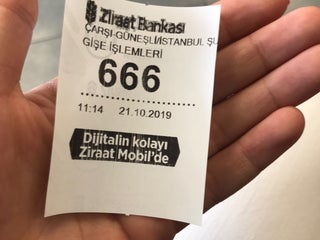 Ziraat Bankası
ÇARŞI-GÜNEŞLİ/İSTANBUL ŞU
GİŞE İŞLEMLERİ
666
11:14 21.10.2019
Dijitalin kolayı
Ziraat Mobil'de